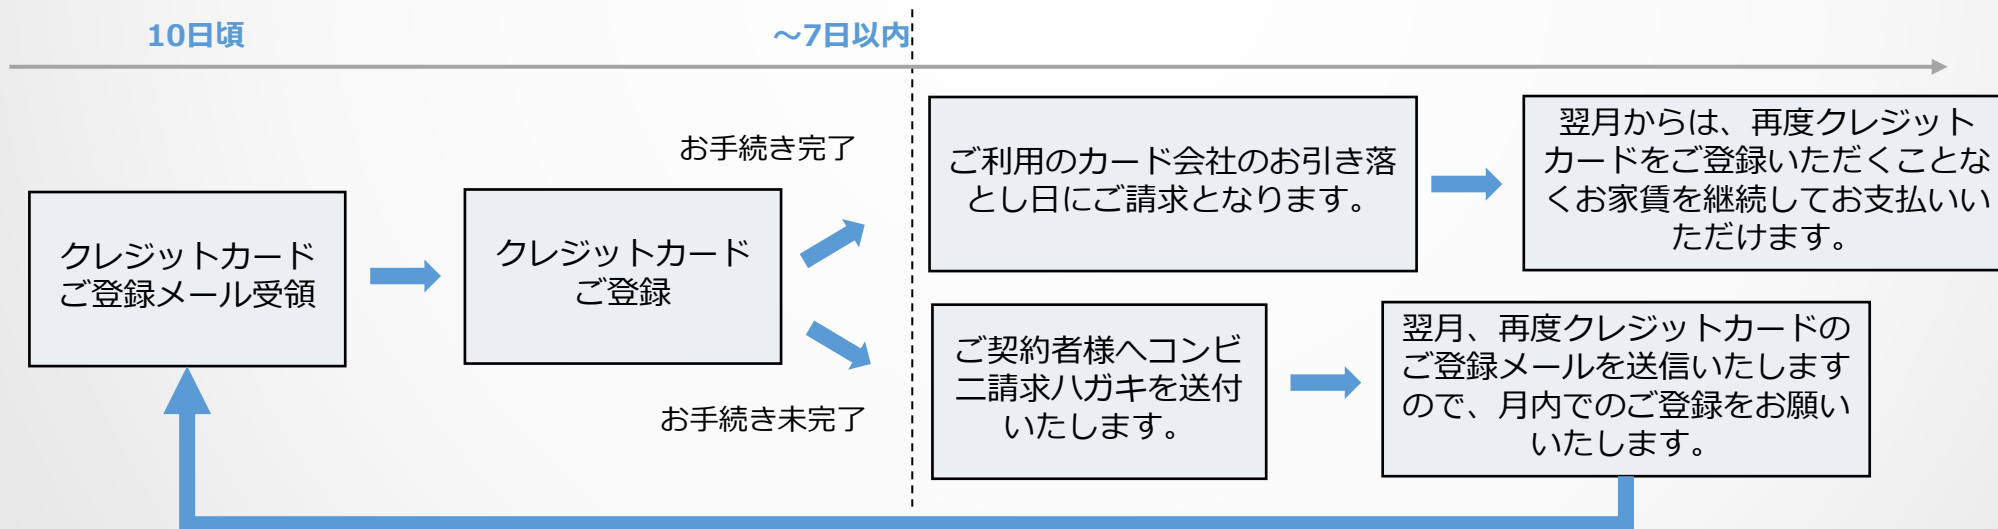 10日頃
～7日以内
お手続き完了
クレジットカード
ご登録メール受領
クレジットカード
ご登録
お手続き未完了
ご利用のカード会社のお引き落
とし日にご請求となります。
翌月からは、再度クレジット
カードをご登録いただくことな
くお家賃を継続してお支払いい
ただけます。
ご契約者様へコンビ
ニ請求ハガキを送付
いたします。
翌月、再度クレジットカードの
ご登録メールを送信いたします
ので、月内でのご登録をお願い
いたします。